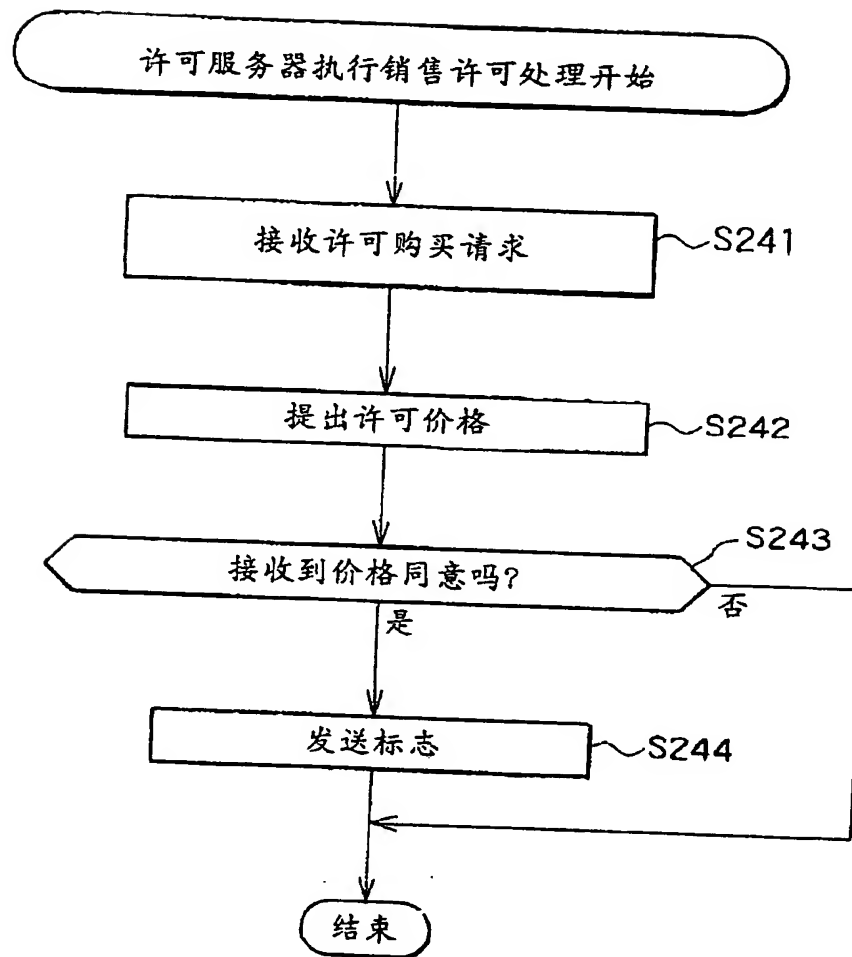 许可服务器执行销售许可处理开始
接收许可购买请求
S241
提出许可价格
S242
接收到价格同意吗?
S243
否
是
发送标志
S244
结束